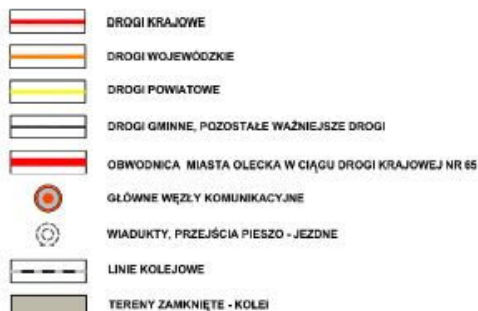 DROGI KRAJOWE
DROGI WOJEWÓDZKIE
DROGI POWIATOWE
DROGI GMINNE, POZOSTAŁE WAŻNIEJSZE DROGI
OBWODNICA MIASTA OLECKA W CIĄGU DROGI KRAJOWEJ NR 65
GŁÓWNE WĘZŁY KOMUNIKACYJNE
WIADUKTY, PRZEJŚCIA PIESZO - JEZDNE
LINIE KOLEJOWE
TERENY ZAMKNIĘTE - KOLEI